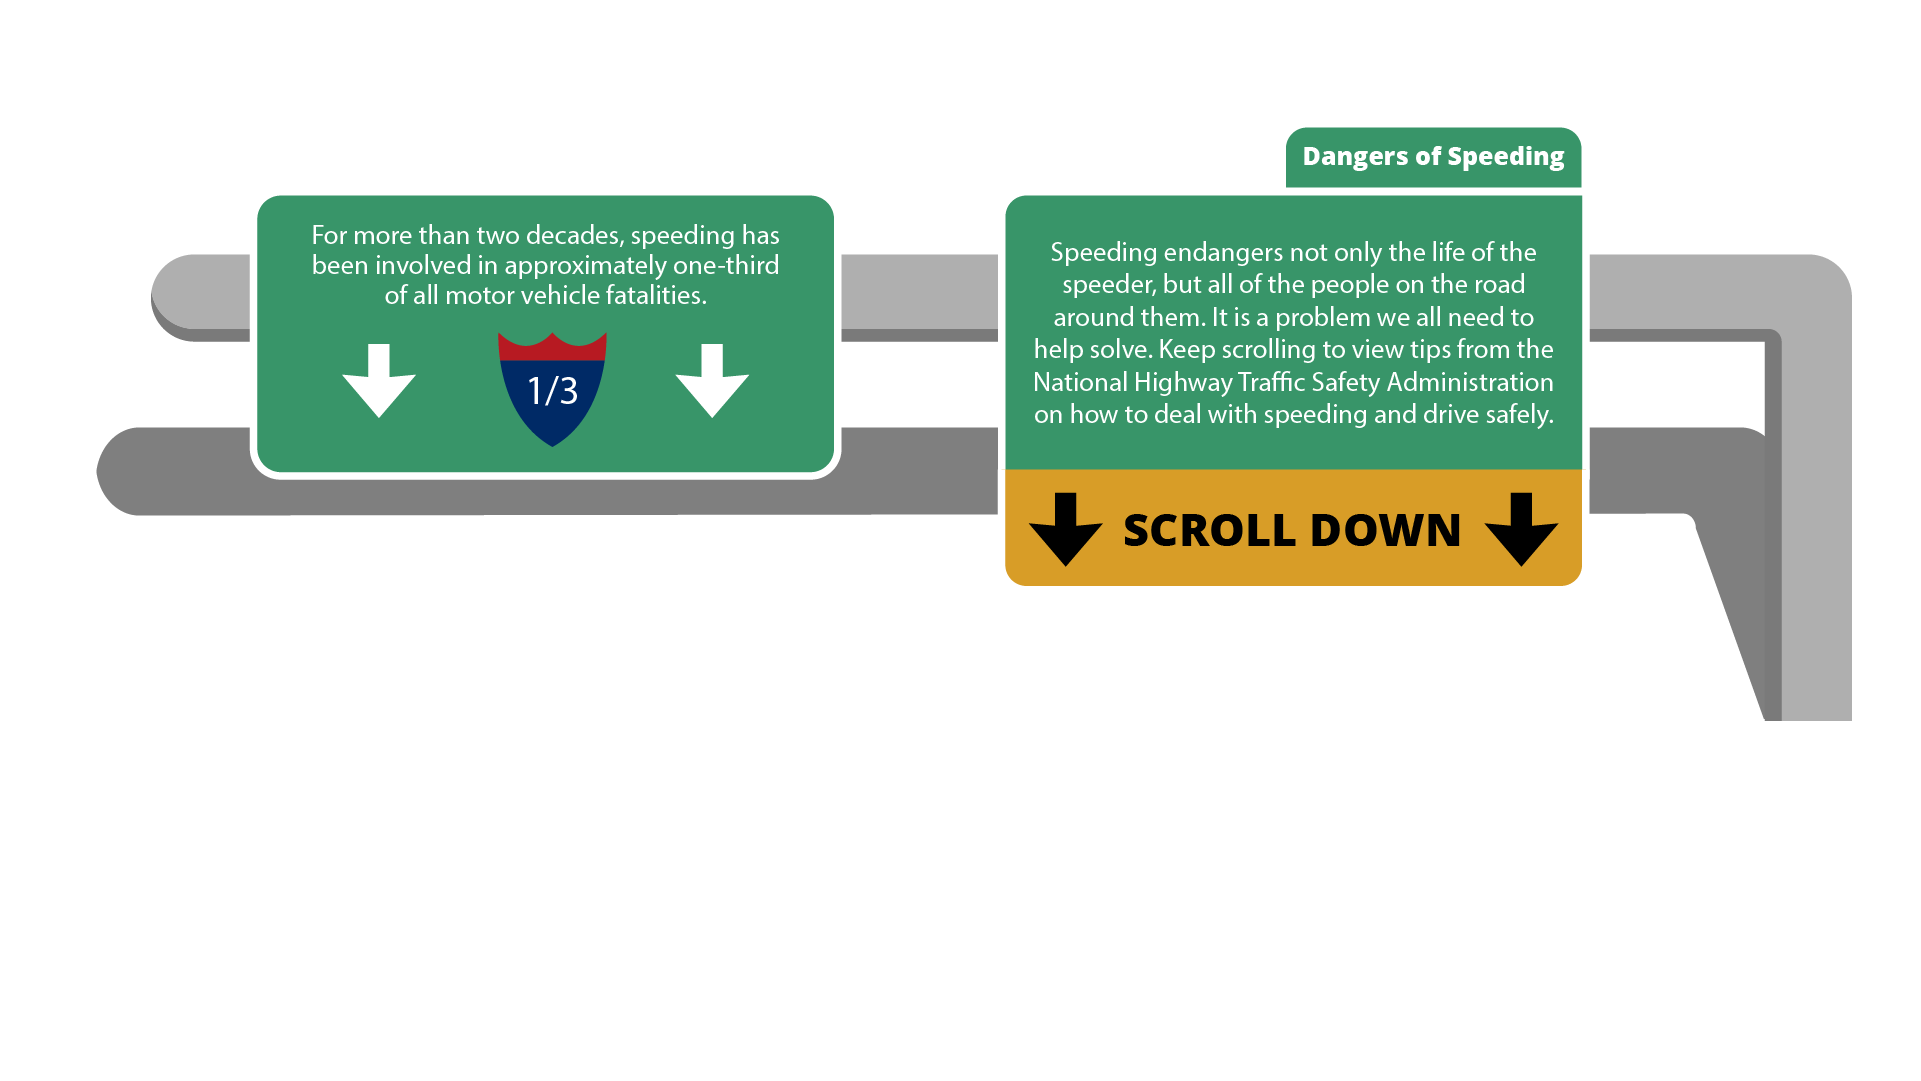 For more than two decades, speeding has
been involved in approximately one-third
of all motor vehicle fatalities.
1/3
Dangers of Speeding
Speeding endangers not only the life of the
speeder, but all of the people on the road
around them. It is a problem we all need to
help solve. Keep scrolling to view tips from the
National Highway Traffic Safety Administration
on how to deal with speeding and drive safely.
SCROLL DOWN